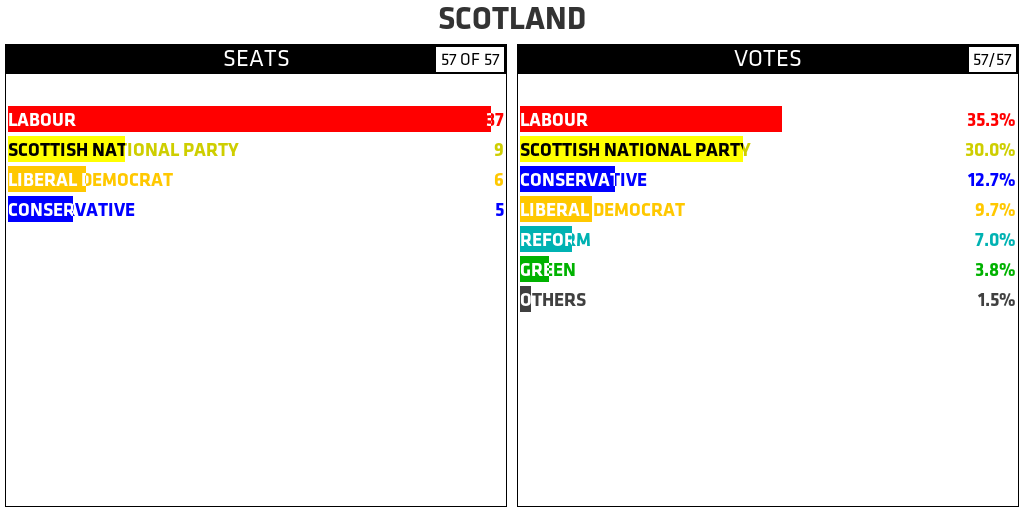 SCOTLAND
SEATS 57 OF 57
LABOUR 37
SCOTTISH NATIONAL PARTY 9
LIBERAL DEMOCRAT 6
CONSERVATIVE 5
VOTES 57/57
LABOUR 35.3%
SCOTTISH NATIONAL PARTY 30.0%
CONSERVATIVE 12.7%
LIBERAL DEMOCRAT 9.7%
REFORM 7.0%
GREEN 3.8%
OTHERS 1.5%